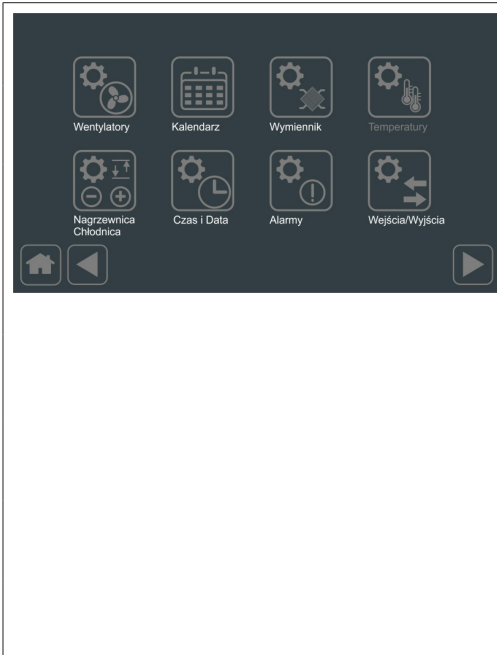 Wentylatory
Kalendarz
Wymiennik
Temperatury
Nagrzewnica
Chłodnica
Czas i Data
Alarmy
Wejścia/Wyjścia